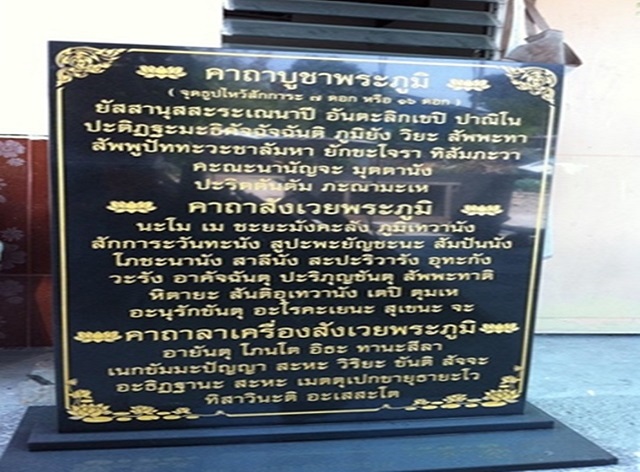 คาถาบูชาพระภูมิ
( จุดธูปไหว้สักการะ ๗ ดอก หรือ ๑๖ ดอก )
ยัสสานุสสะระเณนาปิ อันตะลิกเขปิ ปาณิโน
ปะติฏฐะมะธิคัจฉัจฉันติ ภูมิยัง วิยะ สัพพะทา
สัพพูปัททะวะชาลัมหา ยักขะโจรา ทิสัมภะวา
คะณะนานัญจะ มุตตานัง
ปะริตตันตัม ภะณามะเห
คาถาสังเวยพระภูมิ
นะโม เม ชะยะมังคะลัง ภูมิเทวานัง
สักการะวันทะนัง สูปะพะยัญชะนะ สัมปันนัง
โภชะนานัง สาลีนัง สะปะริวารัง อุทะกัง
วะรัง อาคัจฉันตุ ปะริภุญชันตุ สัพพะทาติ
หิตายะ สันติอุเทวานัง เตปิ ตุมเห
อะนุรักขันตุ อะโรคะเยนะ สุเขนะ จะ
คาถาลาเครื่องสังเวยพระภูมิ
อายันตุ โภนโต อิธะ ทานะสีลา
เนกขัมมะปัญญา สะหะ วิริยะ ขันติ สัจจะ
อะธิฏฐานะ สะหะ เมตตุเปกขายุธายะโว
ทิสาวินะติ อะเสสะโต